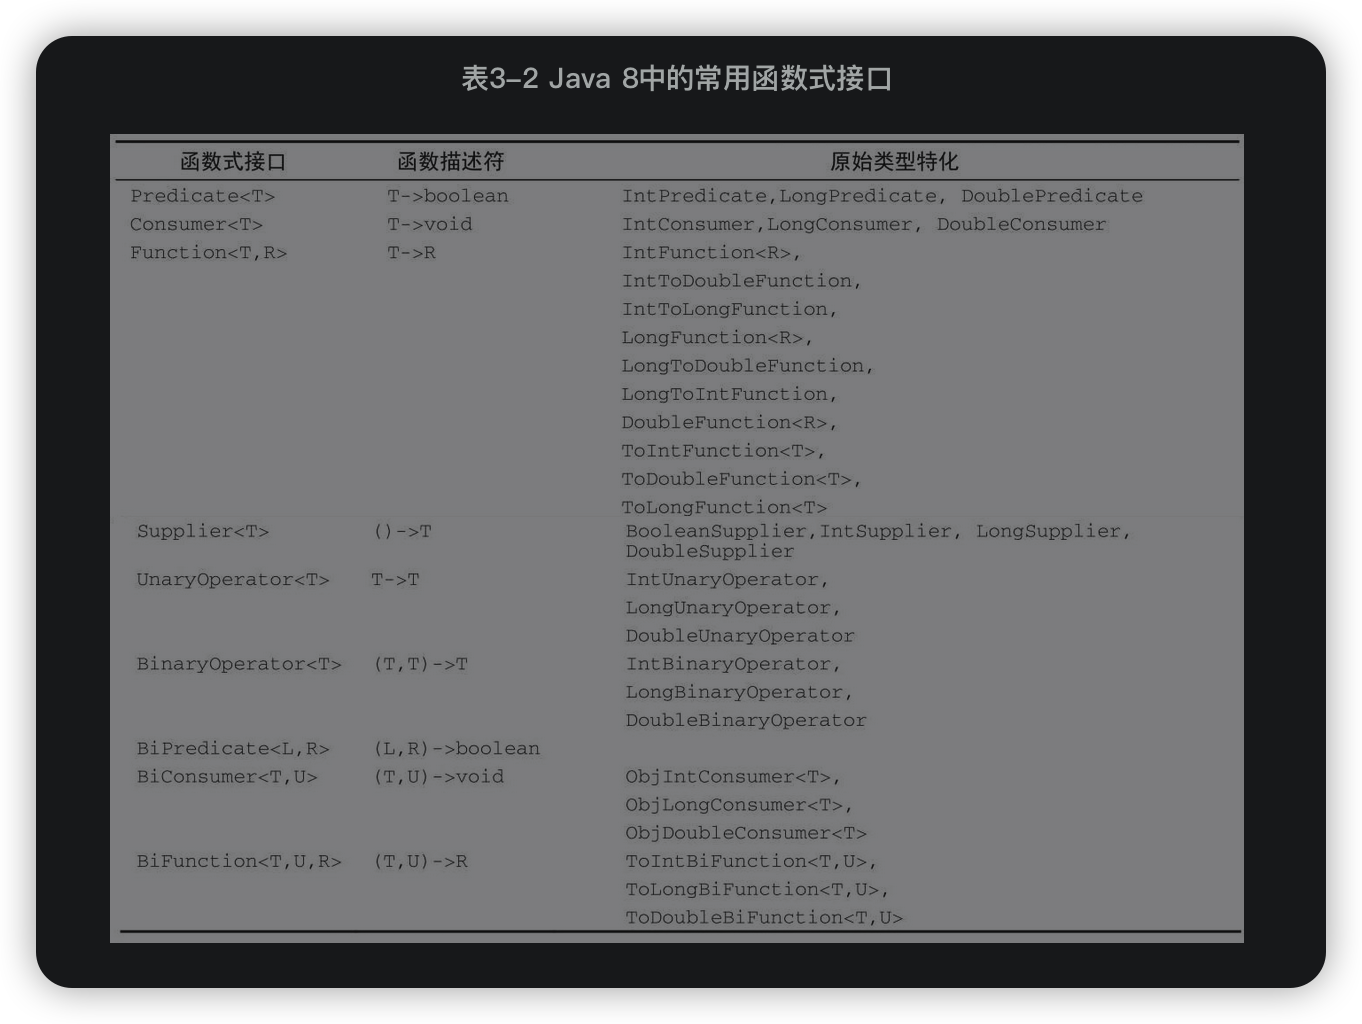 表3-2 Java 8中的常用函数式接口
函数式接口 函数描述符 原始类型特化
Predicate<T> T->boolean IntPredicate,LongPredicate, DoublePredicate
Consumer<T> T->void IntConsumer,LongConsumer, DoubleConsumer
Function<T,R> T->R IntFunction<R>,
IntToDoubleFunction,
IntToLongFunction,
LongFunction<R>,
LongToDoubleFunction,
LongToIntFunction,
DoubleFunction<R>,
ToIntFunction<T>,
ToDoubleFunction<T>,
ToLongFunction<T>
Supplier<T> ()->T BooleanSupplier,IntSupplier, LongSupplier,
DoubleSupplier
UnaryOperator<T> T->T IntUnaryOperator,
LongUnaryOperator,
DoubleUnaryOperator
BinaryOperator<T> (T,T)->T IntBinaryOperator,
LongBinaryOperator,
DoubleBinaryOperator
BiPredicate<L,R> (L,R)->boolean
BiConsumer<T,U> (T,U)->void ObjIntConsumer<T>,
ObjLongConsumer<T>,
ObjDoubleConsumer<T>
BiFunction<T,U,R> (T,U)->R ToIntBiFunction<T,U>,
ToLongBiFunction<T,U>,
ToDoubleBiFunction<T,U>